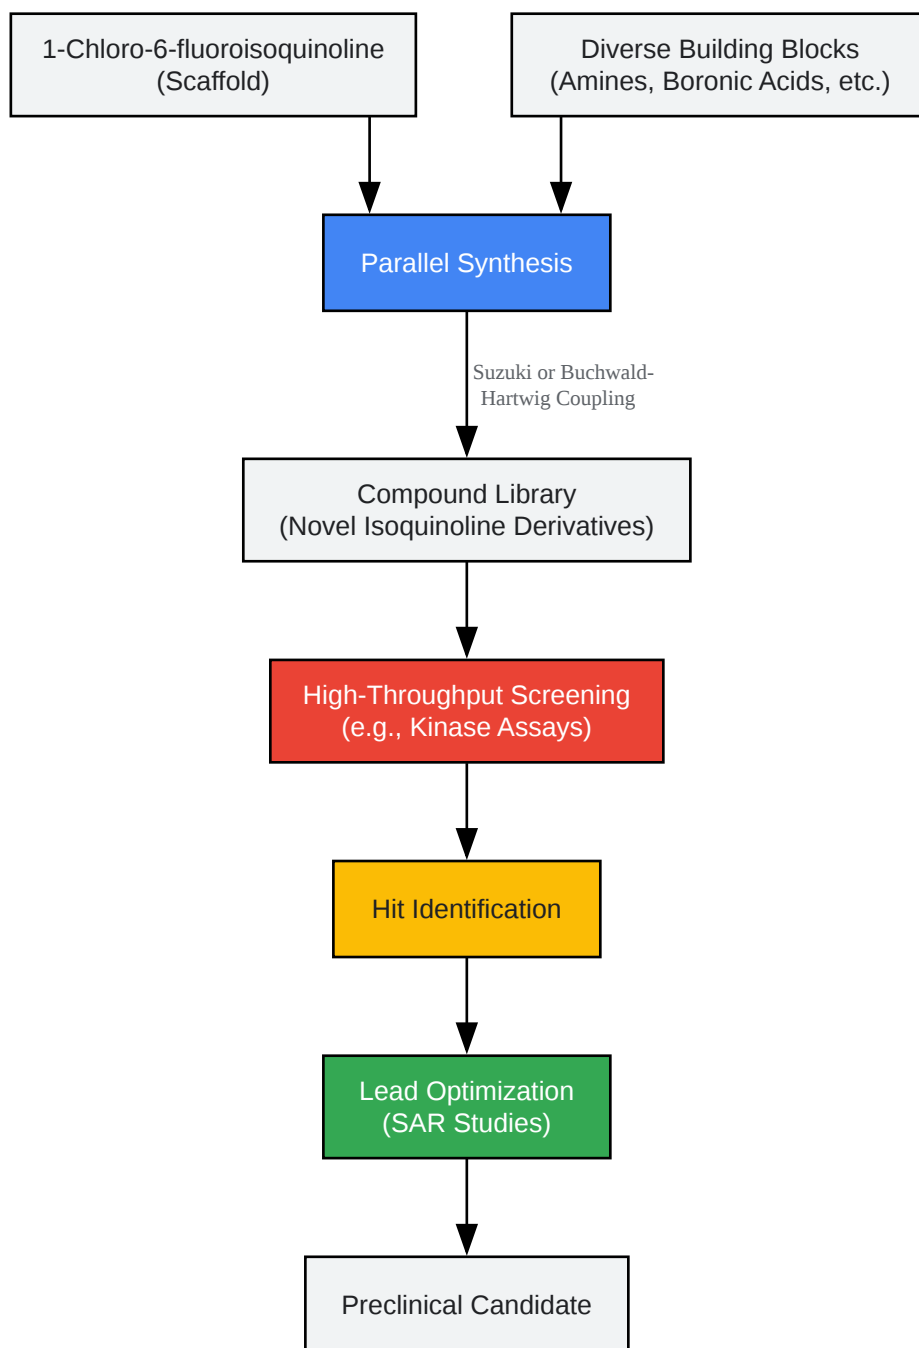 1-Chloro-6-fluoroisoquinoline
(Scaffold)
Diverse Building Blocks
(Amines, Boronic Acids, etc.)
Parallel Synthesis
Suzuki or Buchwald-
Hartwig Coupling
Compound Library
(Novel Isoquinoline Derivatives)
High-Throughput Screening
(e.g., Kinase Assays)
Hit Identification
Lead Optimization
(SAR Studies)
Preclinical Candidate